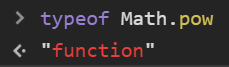 > typeof Math.pow
<· "function"